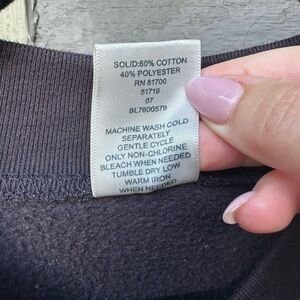 SOLID:60% COTTON
40% POLYESTER
RN 81700
51719
07
BL7600579
MACHINE WASH COLD
SEPARATELY
GENTLE CYCLE
ONLY NON-CHLORINE
BLEACH WHEN NEEDED
TUMBLE DRY LOW
WARM IRON
WHEN NEEDED